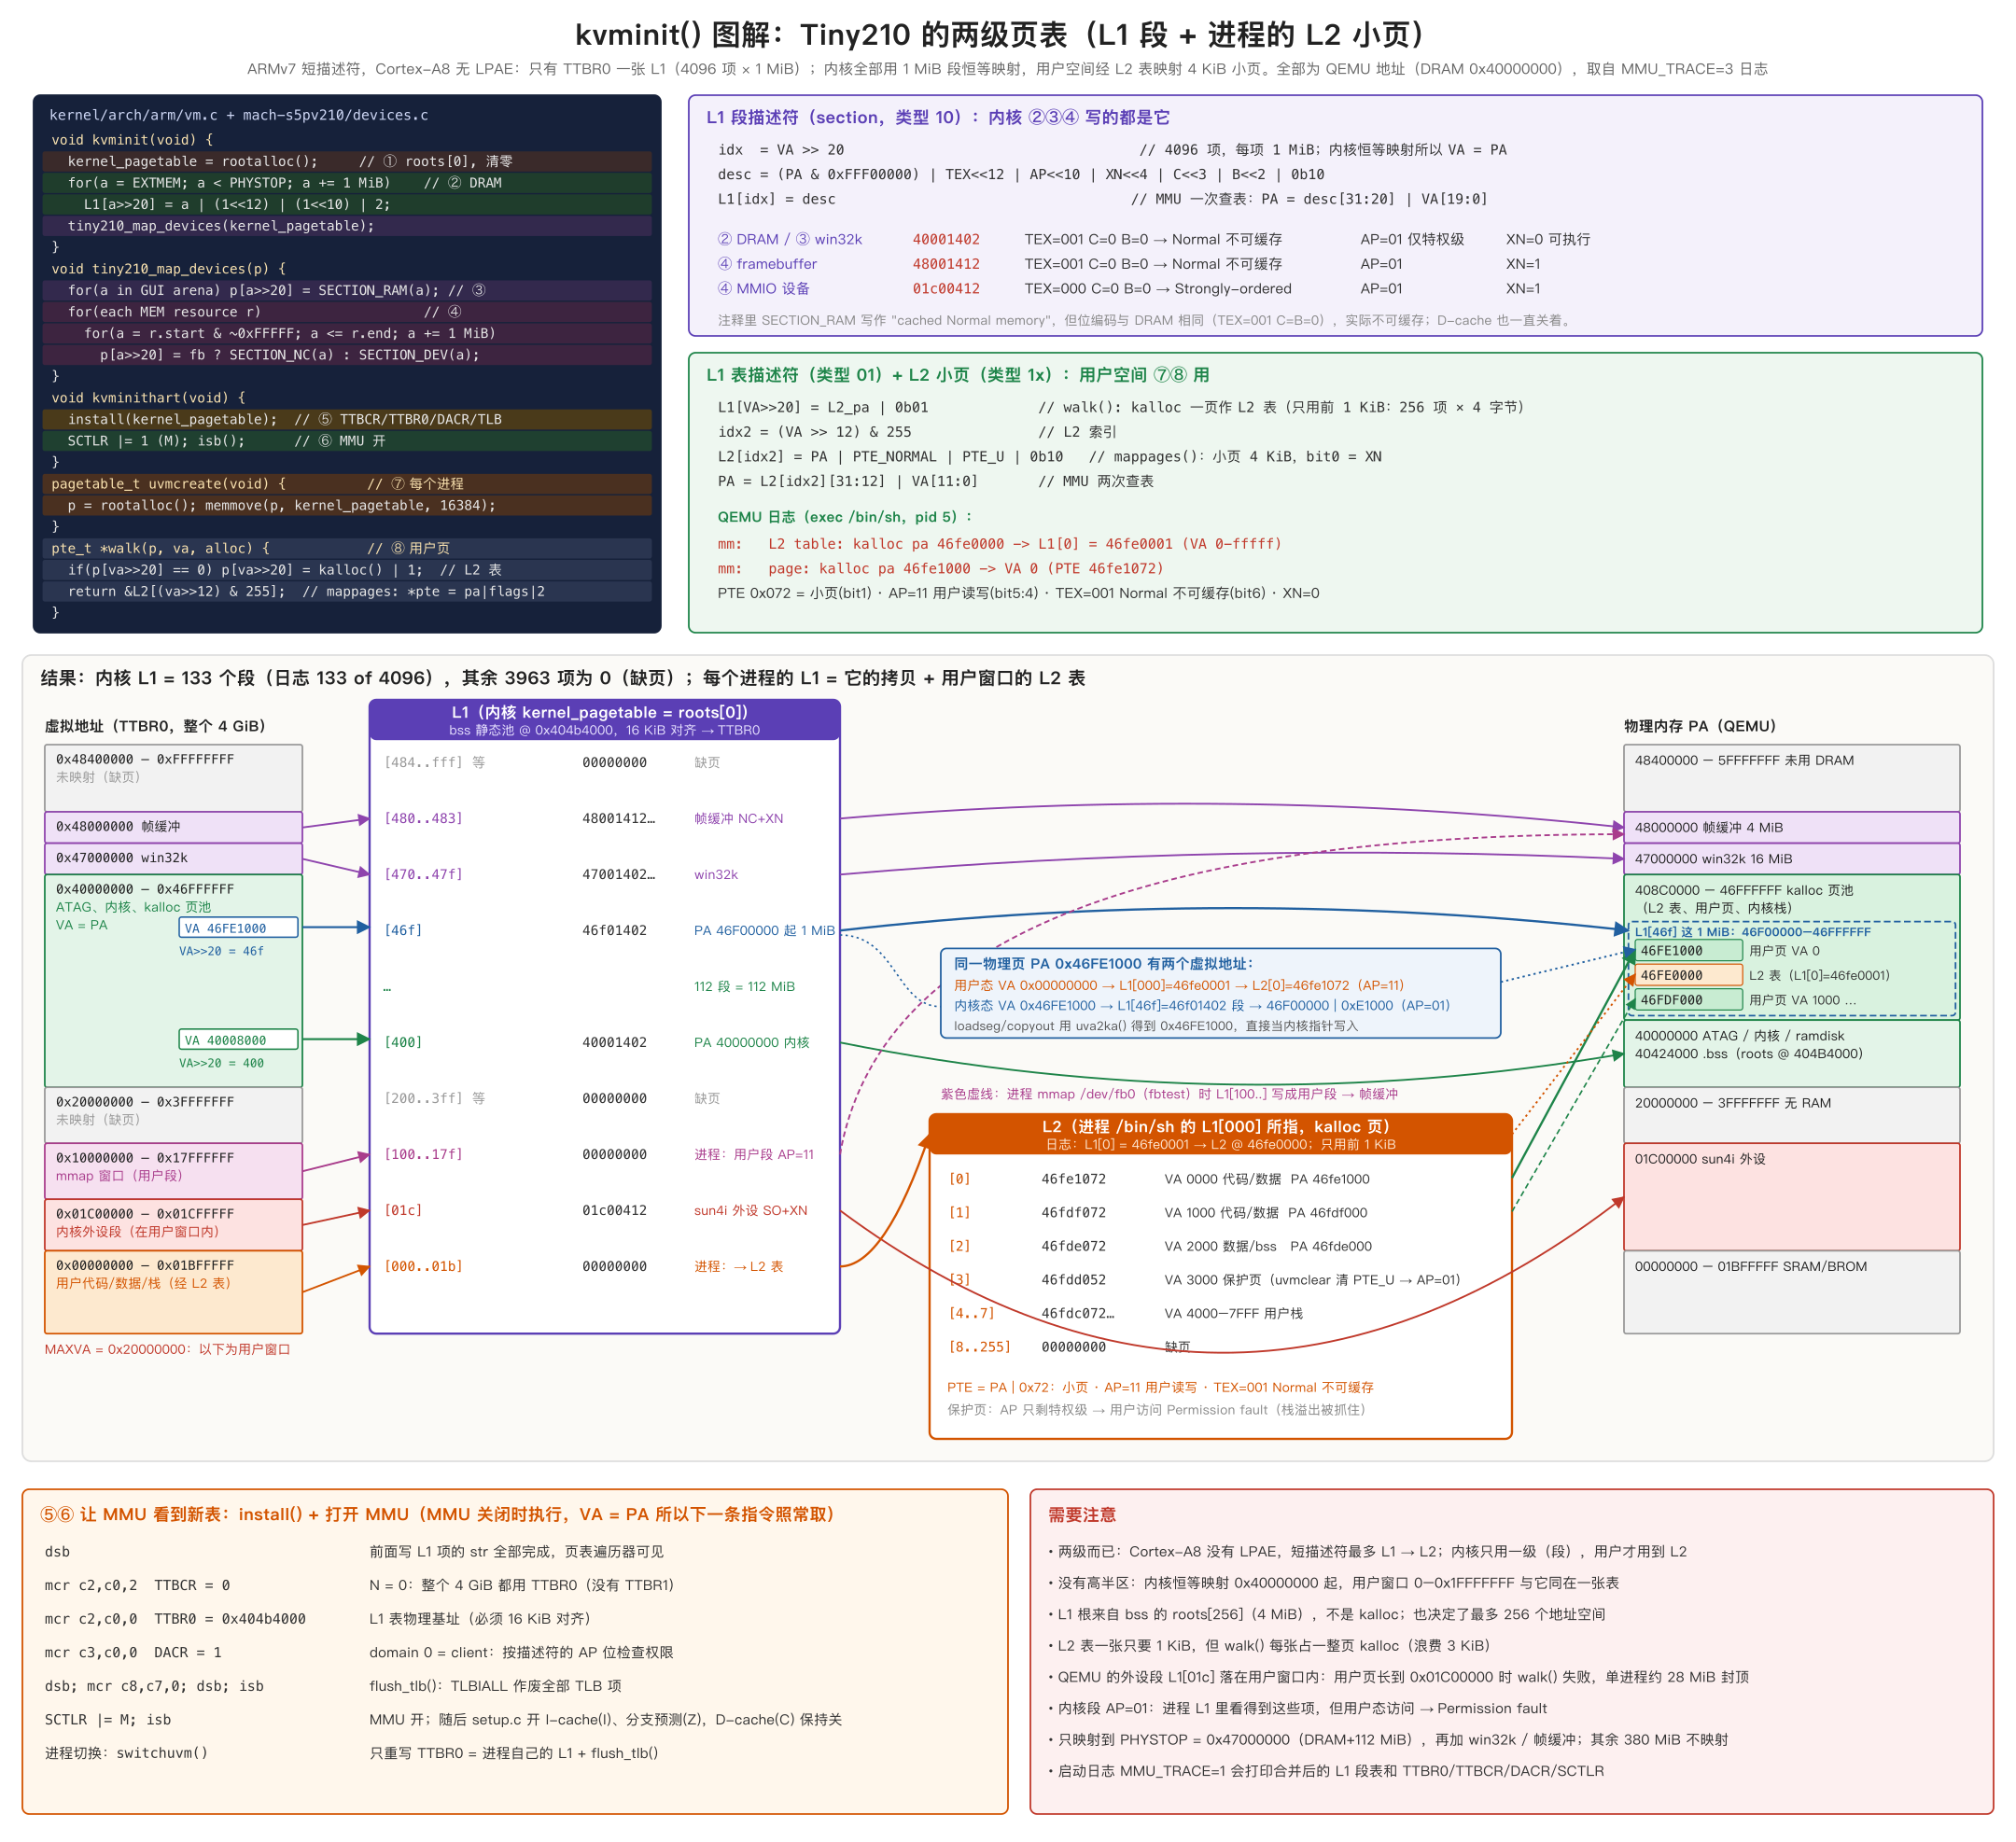 kvminit() 图解：Tiny210 的两级页表（L1 段 + 进程的 L2 小页）
ARMv7 短描述符，Cortex-A8 无 LPAE：只有 TTBR0 一张 L1（4096 项 × 1 MiB）；内核全部用 1 MiB 段恒等映射，用户空间经 L2 表映射 4 KiB 小页。全部为 QEMU 地址（DRAM 0x40000000），取自 MMU_TRACE=3 日志
kernel/arch/arm/vm.c + mach-s5pv210/devices.c
void kvminit(void) {
kernel_pagetable = rootalloc();     // ① roots[0], 清零
for(a = EXTMEM; a < PHYSTOP; a += 1 MiB)    // ② DRAM
L1[a>>20] = a | (1<<12) | (1<<10) | 2;
tiny210_map_devices(kernel_pagetable);
}
void tiny210_map_devices(p) {
for(a in GUI arena) p[a>>20] = SECTION_RAM(a); // ③
for(each MEM resource r)                    // ④
for(a = r.start & ~0xFFFFF; a <= r.end; a += 1 MiB)
p[a>>20] = fb ? SECTION_NC(a) : SECTION_DEV(a);
}
void kvminithart(void) {
install(kernel_pagetable);  // ⑤ TTBCR/TTBR0/DACR/TLB
SCTLR |= 1 (M); isb();      // ⑥ MMU 开
}
pagetable_t uvmcreate(void) {          // ⑦ 每个进程
p = rootalloc(); memmove(p, kernel_pagetable, 16384);
}
pte_t *walk(p, va, alloc) {            // ⑧ 用户页
if(p[va>>20] == 0) p[va>>20] = kalloc() | 1;  // L2 表
return &L2[(va>>12) & 255];  // mappages: *pte = pa|flags|2
}
L1 段描述符（section，类型 10）：内核 ②③④ 写的都是它
idx  = VA >> 20                                    // 4096 项，每项 1 MiB；内核恒等映射所以 VA = PA
desc = (PA & 0xFFF00000) | TEX<<12 | AP<<10 | XN<<4 | C<<3 | B<<2 | 0b10
L1[idx] = desc                                    // MMU 一次查表：PA = desc[31:20] | VA[19:0]
② DRAM / ③ win32k 40001402 TEX=001 C=0 B=0 → Normal 不可缓存 AP=01 仅特权级 XN=0 可执行
④ framebuffer 48001412 TEX=001 C=0 B=0 → Normal 不可缓存 AP=01 XN=1
④ MMIO 设备 01c00412 TEX=000 C=0 B=0 → Strongly-ordered AP=01 XN=1
注释里 SECTION_RAM 写作 "cached Normal memory"，但位编码与 DRAM 相同（TEX=001 C=B=0），实际不可缓存；D-cache 也一直关着。
L1 表描述符（类型 01）+ L2 小页（类型 1x）：用户空间 ⑦⑧ 用
L1[VA>>20] = L2_pa | 0b01             // walk(): kalloc 一页作 L2 表（只用前 1 KiB：256 项 × 4 字节）
idx2 = (VA >> 12) & 255               // L2 索引
L2[idx2] = PA | PTE_NORMAL | PTE_U | 0b10   // mappages()：小页 4 KiB，bit0 = XN
PA = L2[idx2][31:12] | VA[11:0]       // MMU 两次查表
QEMU 日志（exec /bin/sh，pid 5）：
mm:   L2 table: kalloc pa 46fe0000 -> L1[0] = 46fe0001 (VA 0-fffff)
mm:   page: kalloc pa 46fe1000 -> VA 0 (PTE 46fe1072)
PTE 0x072 = 小页(bit1) · AP=11 用户读写(bit5:4) · TEX=001 Normal 不可缓存(bit6) · XN=0
结果：内核 L1 = 133 个段（日志 133 of 4096），其余 3963 项为 0（缺页）；每个进程的 L1 = 它的拷贝 + 用户窗口的 L2 表
虚拟地址（TTBR0，整个 4 GiB）
0x48400000 — 0xFFFFFFFF
未映射（缺页）
0x48000000 帧缓冲
0x47000000 win32k
0x40000000 — 0x46FFFFFF
ATAG、内核、kalloc 页池
VA = PA
VA 46FE1000
VA>>20 = 46f
VA 40008000
VA>>20 = 400
0x20000000 — 0x3FFFFFFF
未映射（缺页）
0x10000000 — 0x17FFFFFF
mmap 窗口（用户段）
0x01C00000 — 0x01CFFFFF
内核外设段（在用户窗口内）
0x00000000 — 0x01BFFFFF
用户代码/数据/栈（经 L2 表）
MAXVA = 0x20000000：以下为用户窗口
L1（内核 kernel_pagetable = roots[0]）
bss 静态池 @ 0x404b4000，16 KiB 对齐 → TTBR0
[484..fff] 等 00000000 缺页
[480..483] 48001412… 帧缓冲 NC+XN
[470..47f] 47001402… win32k
[46f] 46f01402 PA 46F00000 起 1 MiB
… 112 段 = 112 MiB
[400] 40001402 PA 40000000 内核
[200..3ff] 等 00000000 缺页
[100..17f] 00000000 进程：用户段 AP=11
[01c] 01c00412 sun4i 外设 SO+XN
[000..01b] 00000000 进程：→ L2 表
同一物理页 PA 0x46FE1000 有两个虚拟地址：
用户态 VA 0x00000000 → L1[000]=46fe0001 → L2[0]=46fe1072（AP=11）
内核态 VA 0x46FE1000 → L1[46f]=46f01402 段 → 46F00000 | 0xE1000（AP=01）
loadseg/copyout 用 uva2ka() 得到 0x46FE1000，直接当内核指针写入
紫色虚线：进程 mmap /dev/fb0（fbtest）时 L1[100..] 写成用户段 → 帧缓冲
L2（进程 /bin/sh 的 L1[000] 所指，kalloc 页）
日志：L1[0] = 46fe0001 → L2 @ 46fe0000；只用前 1 KiB
[0] 46fe1072 VA 0000 代码/数据  PA 46fe1000
[1] 46fdf072 VA 1000 代码/数据  PA 46fdf000
[2] 46fde072 VA 2000 数据/bss   PA 46fde000
[3] 46fdd052 VA 3000 保护页（uvmclear 清 PTE_U → AP=01）
[4..7] 46fdc072… VA 4000—7FFF 用户栈
[8..255] 00000000 缺页
PTE = PA | 0x72：小页 · AP=11 用户读写 · TEX=001 Normal 不可缓存
保护页：AP 只剩特权级 → 用户访问 Permission fault（栈溢出被抓住）
物理内存 PA（QEMU）
48400000 — 5FFFFFFF 未用 DRAM
48000000 帧缓冲 4 MiB
47000000 win32k 16 MiB
408C0000 — 46FFFFFF kalloc 页池
（L2 表、用户页、内核栈）
L1[46f] 这 1 MiB：46F00000—46FFFFFF
46FE1000 用户页 VA 0
46FE0000 L2 表（L1[0]=46fe0001）
46FDF000 用户页 VA 1000 …
40000000 ATAG / 内核 / ramdisk
40424000 .bss（roots @ 404B4000）
20000000 — 3FFFFFFF 无 RAM
01C00000 sun4i 外设
00000000 — 01BFFFFF SRAM/BROM
⑤⑥ 让 MMU 看到新表：install() + 打开 MMU（MMU 关闭时执行，VA = PA 所以下一条指令照常取）
dsb 前面写 L1 项的 str 全部完成，页表遍历器可见
mcr c2,c0,2  TTBCR = 0 N = 0：整个 4 GiB 都用 TTBR0（没有 TTBR1）
mcr c2,c0,0  TTBR0 = 0x404b4000 L1 表物理基址（必须 16 KiB 对齐）
mcr c3,c0,0  DACR = 1 domain 0 = client：按描述符的 AP 位检查权限
dsb; mcr c8,c7,0; dsb; isb flush_tlb()：TLBIALL 作废全部 TLB 项
SCTLR |= M; isb MMU 开；随后 setup.c 开 I-cache(I)、分支预测(Z)，D-cache(C) 保持关
进程切换：switchuvm() 只重写 TTBR0 = 进程自己的 L1 + flush_tlb()
需要注意
• 两级而已：Cortex-A8 没有 LPAE，短描述符最多 L1 → L2；内核只用一级（段），用户才用到 L2
• 没有高半区：内核恒等映射 0x40000000 起，用户窗口 0—0x1FFFFFFF 与它同在一张表
• L1 根来自 bss 的 roots[256]（4 MiB），不是 kalloc；也决定了最多 256 个地址空间
• L2 表一张只要 1 KiB，但 walk() 每张占一整页 kalloc（浪费 3 KiB）
• QEMU 的外设段 L1[01c] 落在用户窗口内：用户页长到 0x01C00000 时 walk() 失败，单进程约 28 MiB 封顶
• 内核段 AP=01：进程 L1 里看得到这些项，但用户态访问 → Permission fault
• 只映射到 PHYSTOP = 0x47000000（DRAM+112 MiB），再加 win32k / 帧缓冲；其余 380 MiB 不映射
• 启动日志 MMU_TRACE=1 会打印合并后的 L1 段表和 TTBR0/TTBCR/DACR/SCTLR